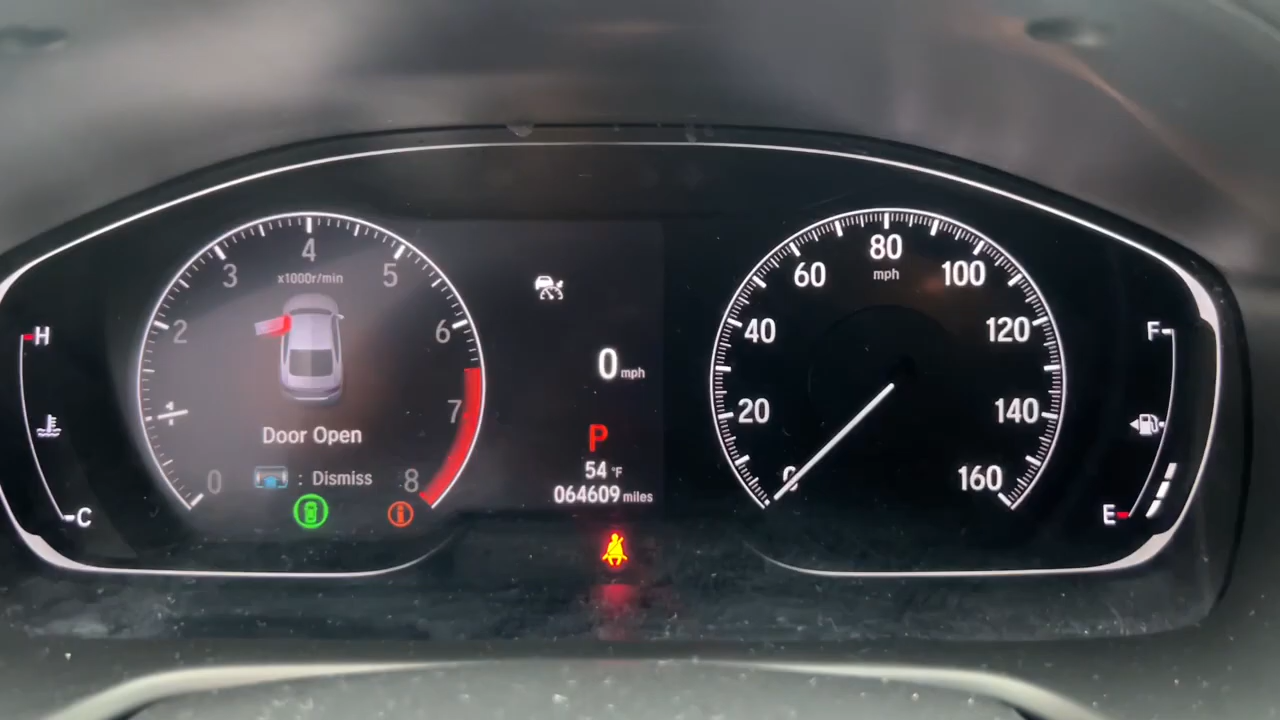 4
3
5
x1000r/min
2
6
1
7
Door Open
0
: Dismiss
8
H
C
0 mph
P
54 °F
064609 miles
80
mph
60
100
40
120
20
140
0
160
F
E